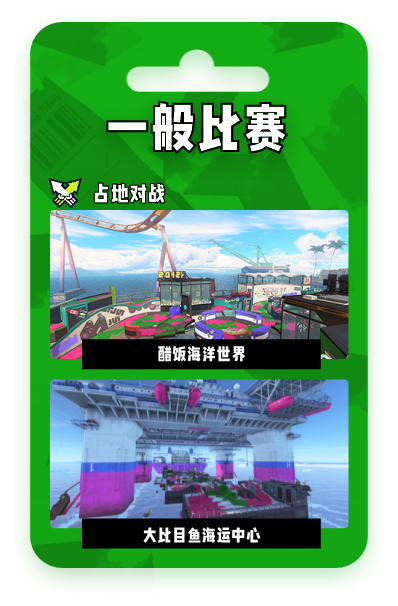 一般比赛
占地对战
醋饭海洋世界
大比目鱼海运中心